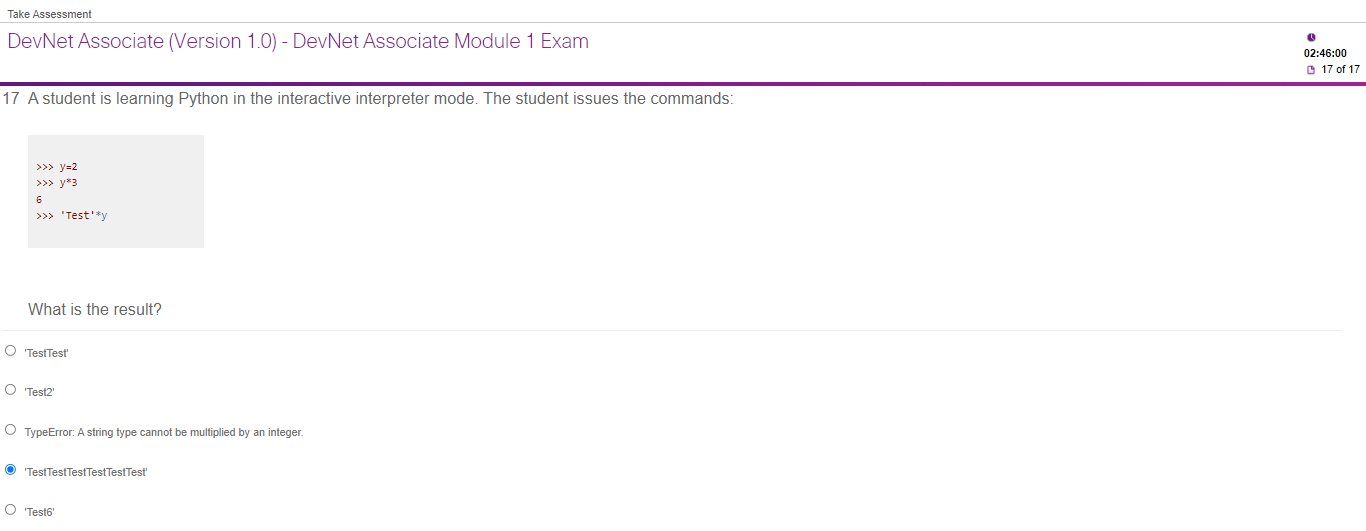 Take Assessment
DevNet Associate (Version 1.0) - DevNet Associate Module 1 Exam
02:46:00
17 of 17
17 A student is learning Python in the interactive interpreter mode. The student issues the commands:
>>> y=2
>>> y*3
6
>>> 'Test'*y
What is the result?
'TestTest'
'Test2'
TypeError: A string type cannot be multiplied by an integer.
'TestTestTestTestTestTest'
'Test6'